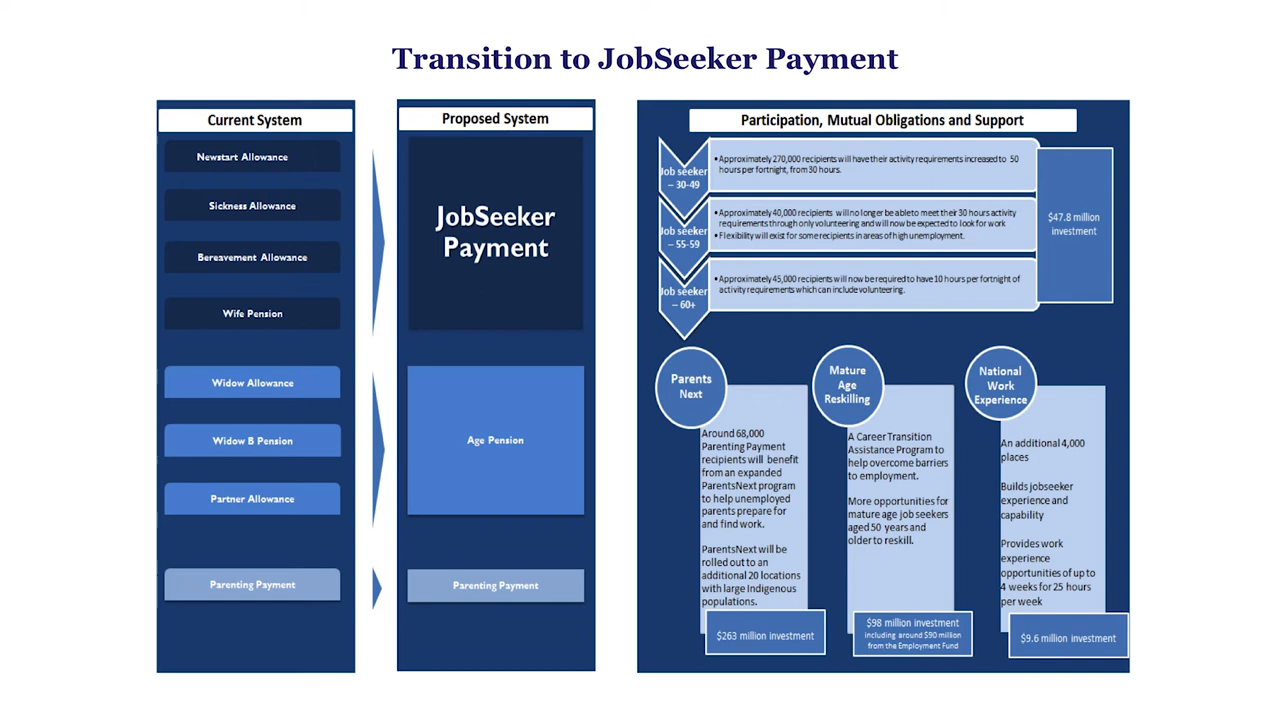 Transition to JobSeeker Payment
Current System
Newstart Allowance
Sickness Allowance
Bereavement Allowance
Wife Pension
Widow Allowance
Widow B Pension
Partner Allowance
Parenting Payment
Proposed System
JobSeeker
Payment
Age Pension
Parenting Payment
Participation, Mutual Obligations and Support
Job seeker
– 30-49
• Approximately 270,000 recipients will have their activity requirements increased to 50
hours per fortnight, from 30 hours.
Job seeker
– 55-59
• Approximately 40,000 recipients will no longer be able to meet their 30 hours activity
requirements through only volunteering and will now be expected to look for work
• Flexibility will exist for some recipients in areas of high unemployment.
Job seeker
– 60+
• Approximately 45,000 recipients will now be required to have 10 hours per fortnight of
activity requirements which can include volunteering.
$47.8 million
investment
Parents
Next
Around 68,000
Parenting Payment
recipients will benefit
from an expanded
ParentsNext program
to help unemployed
parents prepare for
and find work.
ParentsNext will be
rolled out to an
additional 20 locations
with large Indigenous
populations.
$263 million investment
Mature
Age
Reskilling
A Career Transition
Assistance Program to
help overcome barriers
to employment.
More opportunities for
mature age job seekers
aged 50 years and
older to reskill.
$98 million investment
including around $90 million
from the Employment Fund
National
Work
Experience
An additional 4,000
places
Builds jobseeker
experience and
capability
Provides work
experience
opportunities of up to
4 weeks for 25 hours
per week
$9.6 million investment